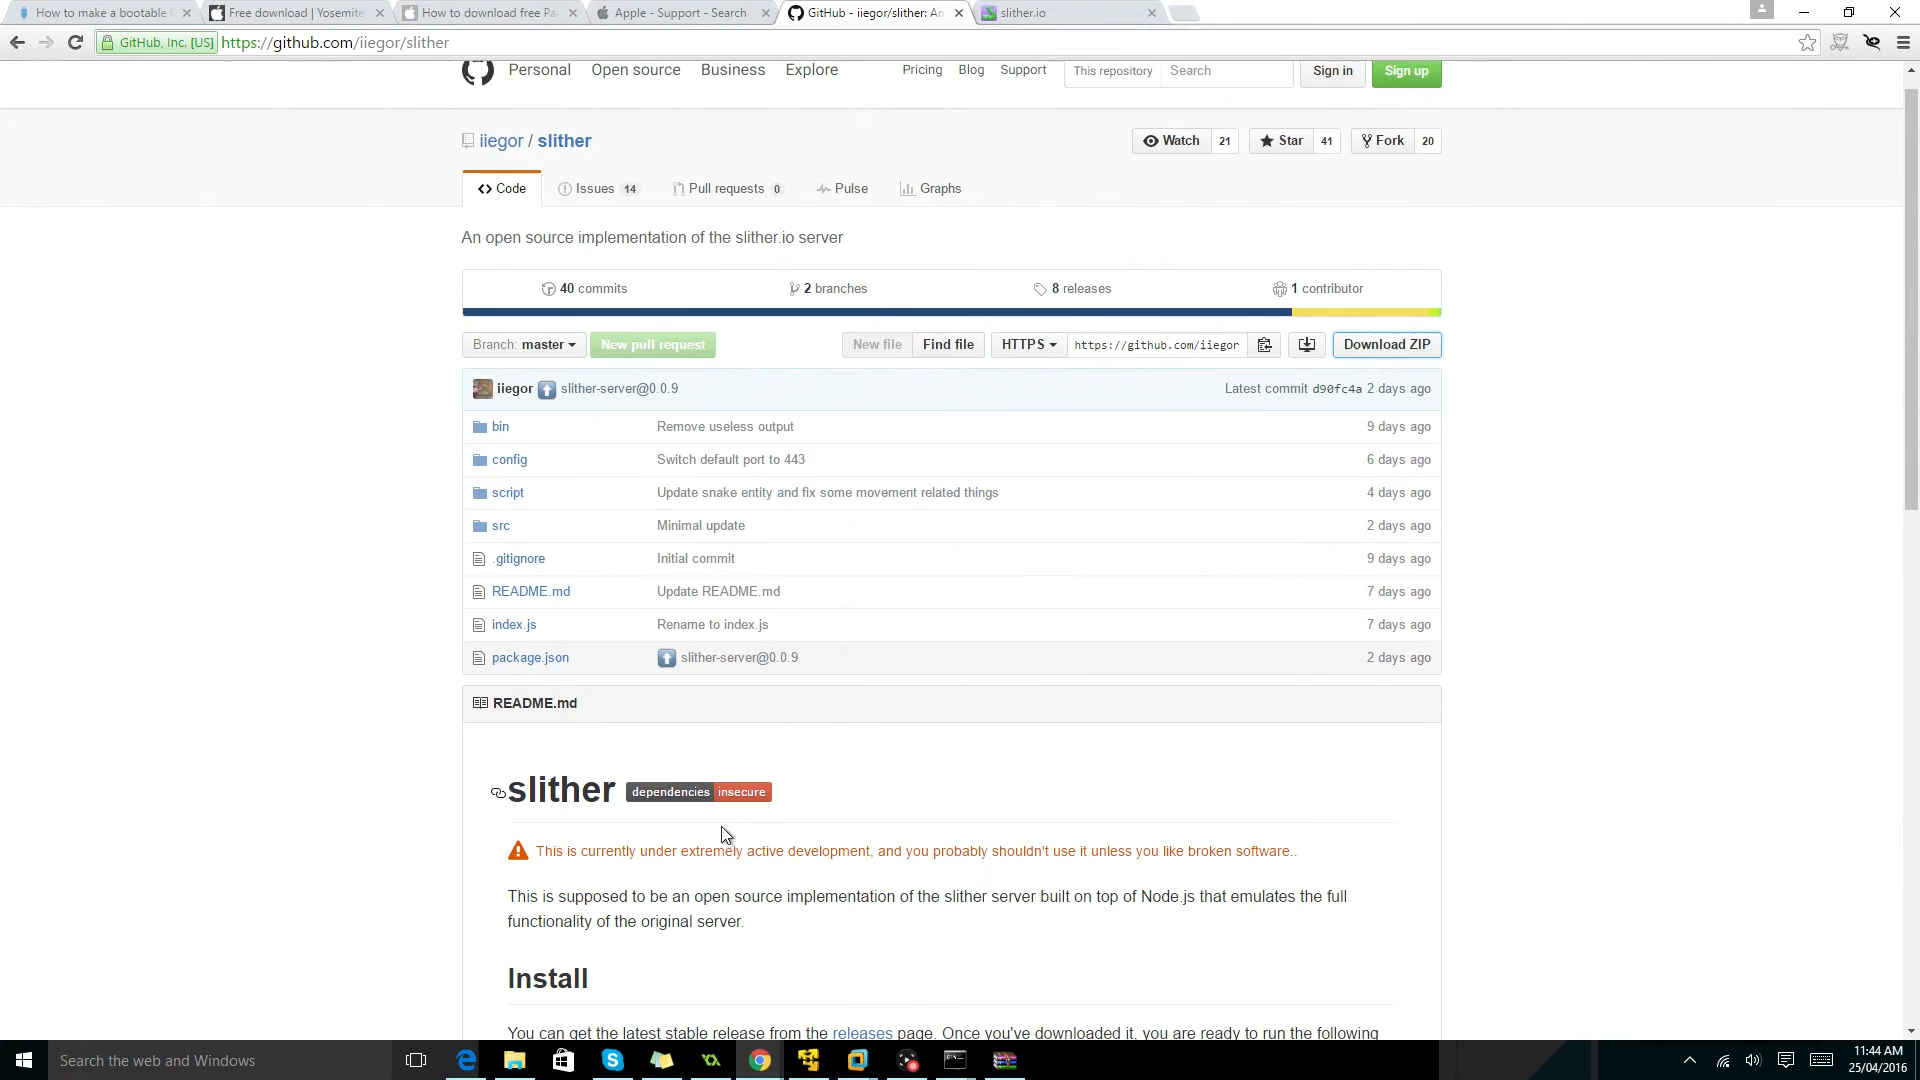 How to make a bootable
Free download | Yosemite
How to download free Pa
Apple - Support - Search
GitHub - iiegor/slither: An
slither.io
GitHub, Inc. [US]
https://github.com/iiegor/slither
Personal
Open source
Business
Explore
Pricing
Blog
Support
This repository
Search
Sign in
Sign up
iiegor / slither
Watch 21
Star 41
Fork 20
Code
Issues 14
Pull requests 0
Pulse
Graphs
An open source implementation of the slither.io server
40 commits
2 branches
8 releases
1 contributor
Branch: master
New pull request
New file
Find file
HTTPS
https://github.com/iiegor
Download ZIP
iiegor slither-server@0.0.9
Latest commit d90fc4a 2 days ago
bin Remove useless output 9 days ago
config Switch default port to 443 6 days ago
script Update snake entity and fix some movement related things 4 days ago
src Minimal update 2 days ago
.gitignore Initial commit 9 days ago
README.md Update README.md 7 days ago
index.js Rename to index.js 7 days ago
package.json slither-server@0.0.9 2 days ago
README.md
slither dependencies insecure
This is currently under extremely active development, and you probably shouldn't use it unless you like broken software..
This is supposed to be an open source implementation of the slither server built on top of Node.js that emulates the full
functionality of the original server.
Install
You can get the latest stable release from the releases page. Once you've downloaded it, you are ready to run the following
Search the web and Windows
11:44 AM
25/04/2016